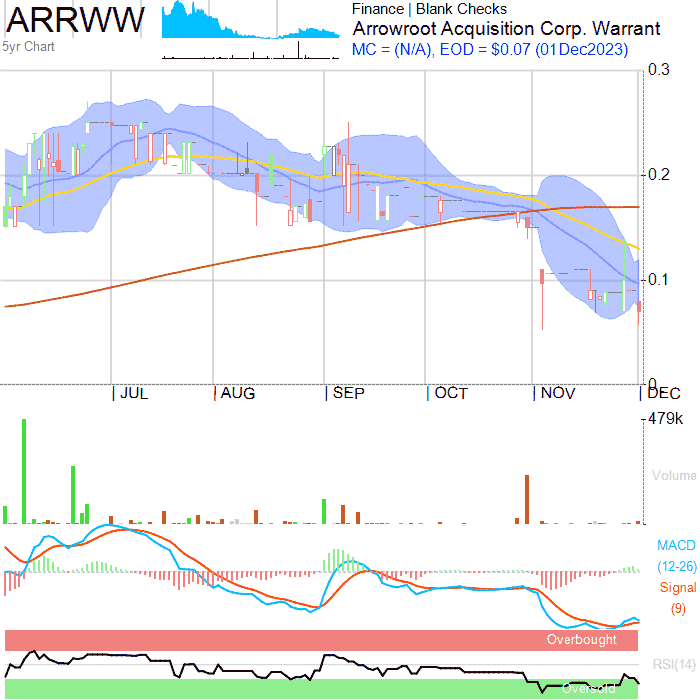 ARRWW
5yr Chart
Finance | Blank Checks
Arrowroot Acquisition Corp. Warrant
MC = (N/A), EOD = $0.07 (01Dec2023)
0.3
0.2
0.1
0
JUL AUG SEP OCT NOV DEC
479k
Volume
MACD
(12-26)
Signal
(9)
Overbought
RSI(14)
Oversold